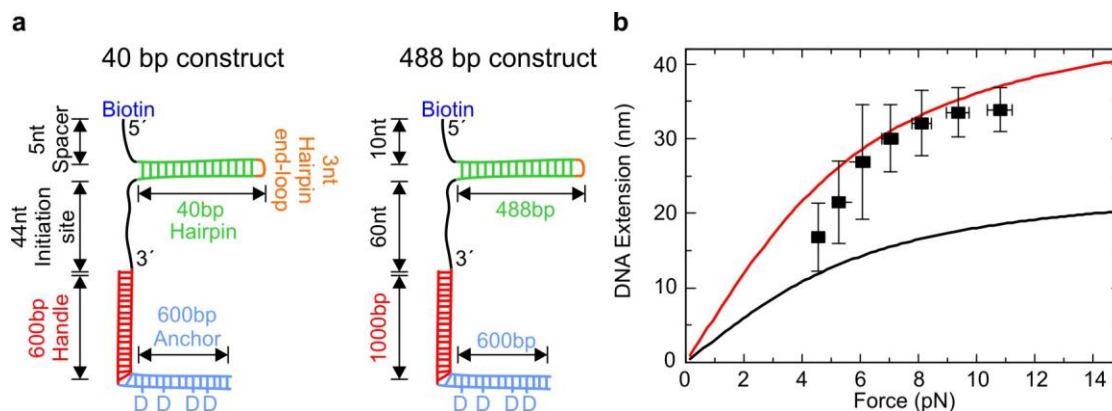 a
40 bp construct
Biotin
5´
5nt
Spacer
44nt
Initiation
site
3nt
Hairpin
end-loop
40bp
Hairpin
3´
600bp
Handle
600bp
Anchor
D D D D
488 bp construct
Biotin
5´
10nt
60nt
488bp
3´
1000bp
600bp
D D D D
b
DNA Extension (nm)
40
30
20
10
0
0 2 4 6 8 10 12 14
Force (pN)